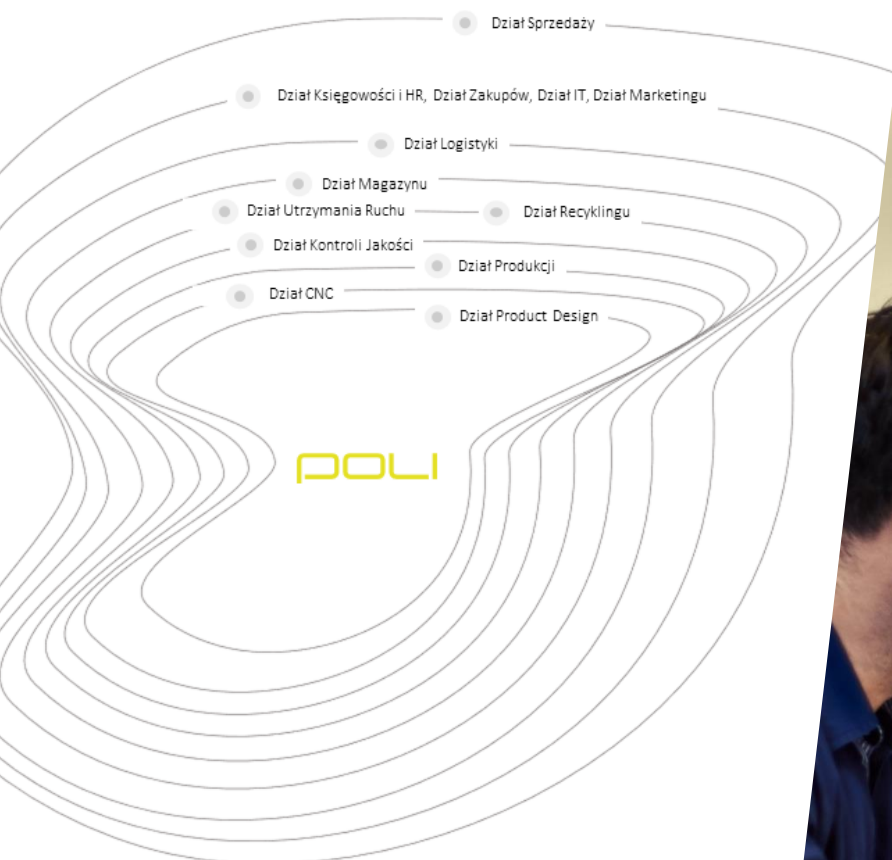 Dział Sprzedaży
Dział Księgowości i HR, Dział Zakupów, Dział IT, Dział Marketingu
Dział Logistyki
Dział Magazynu
Dział Utrzymania Ruchu
Dział Recyklingu
Dział Kontroli Jakości
Dział Produkcji
Dział CNC
Dział Product Design
POLI